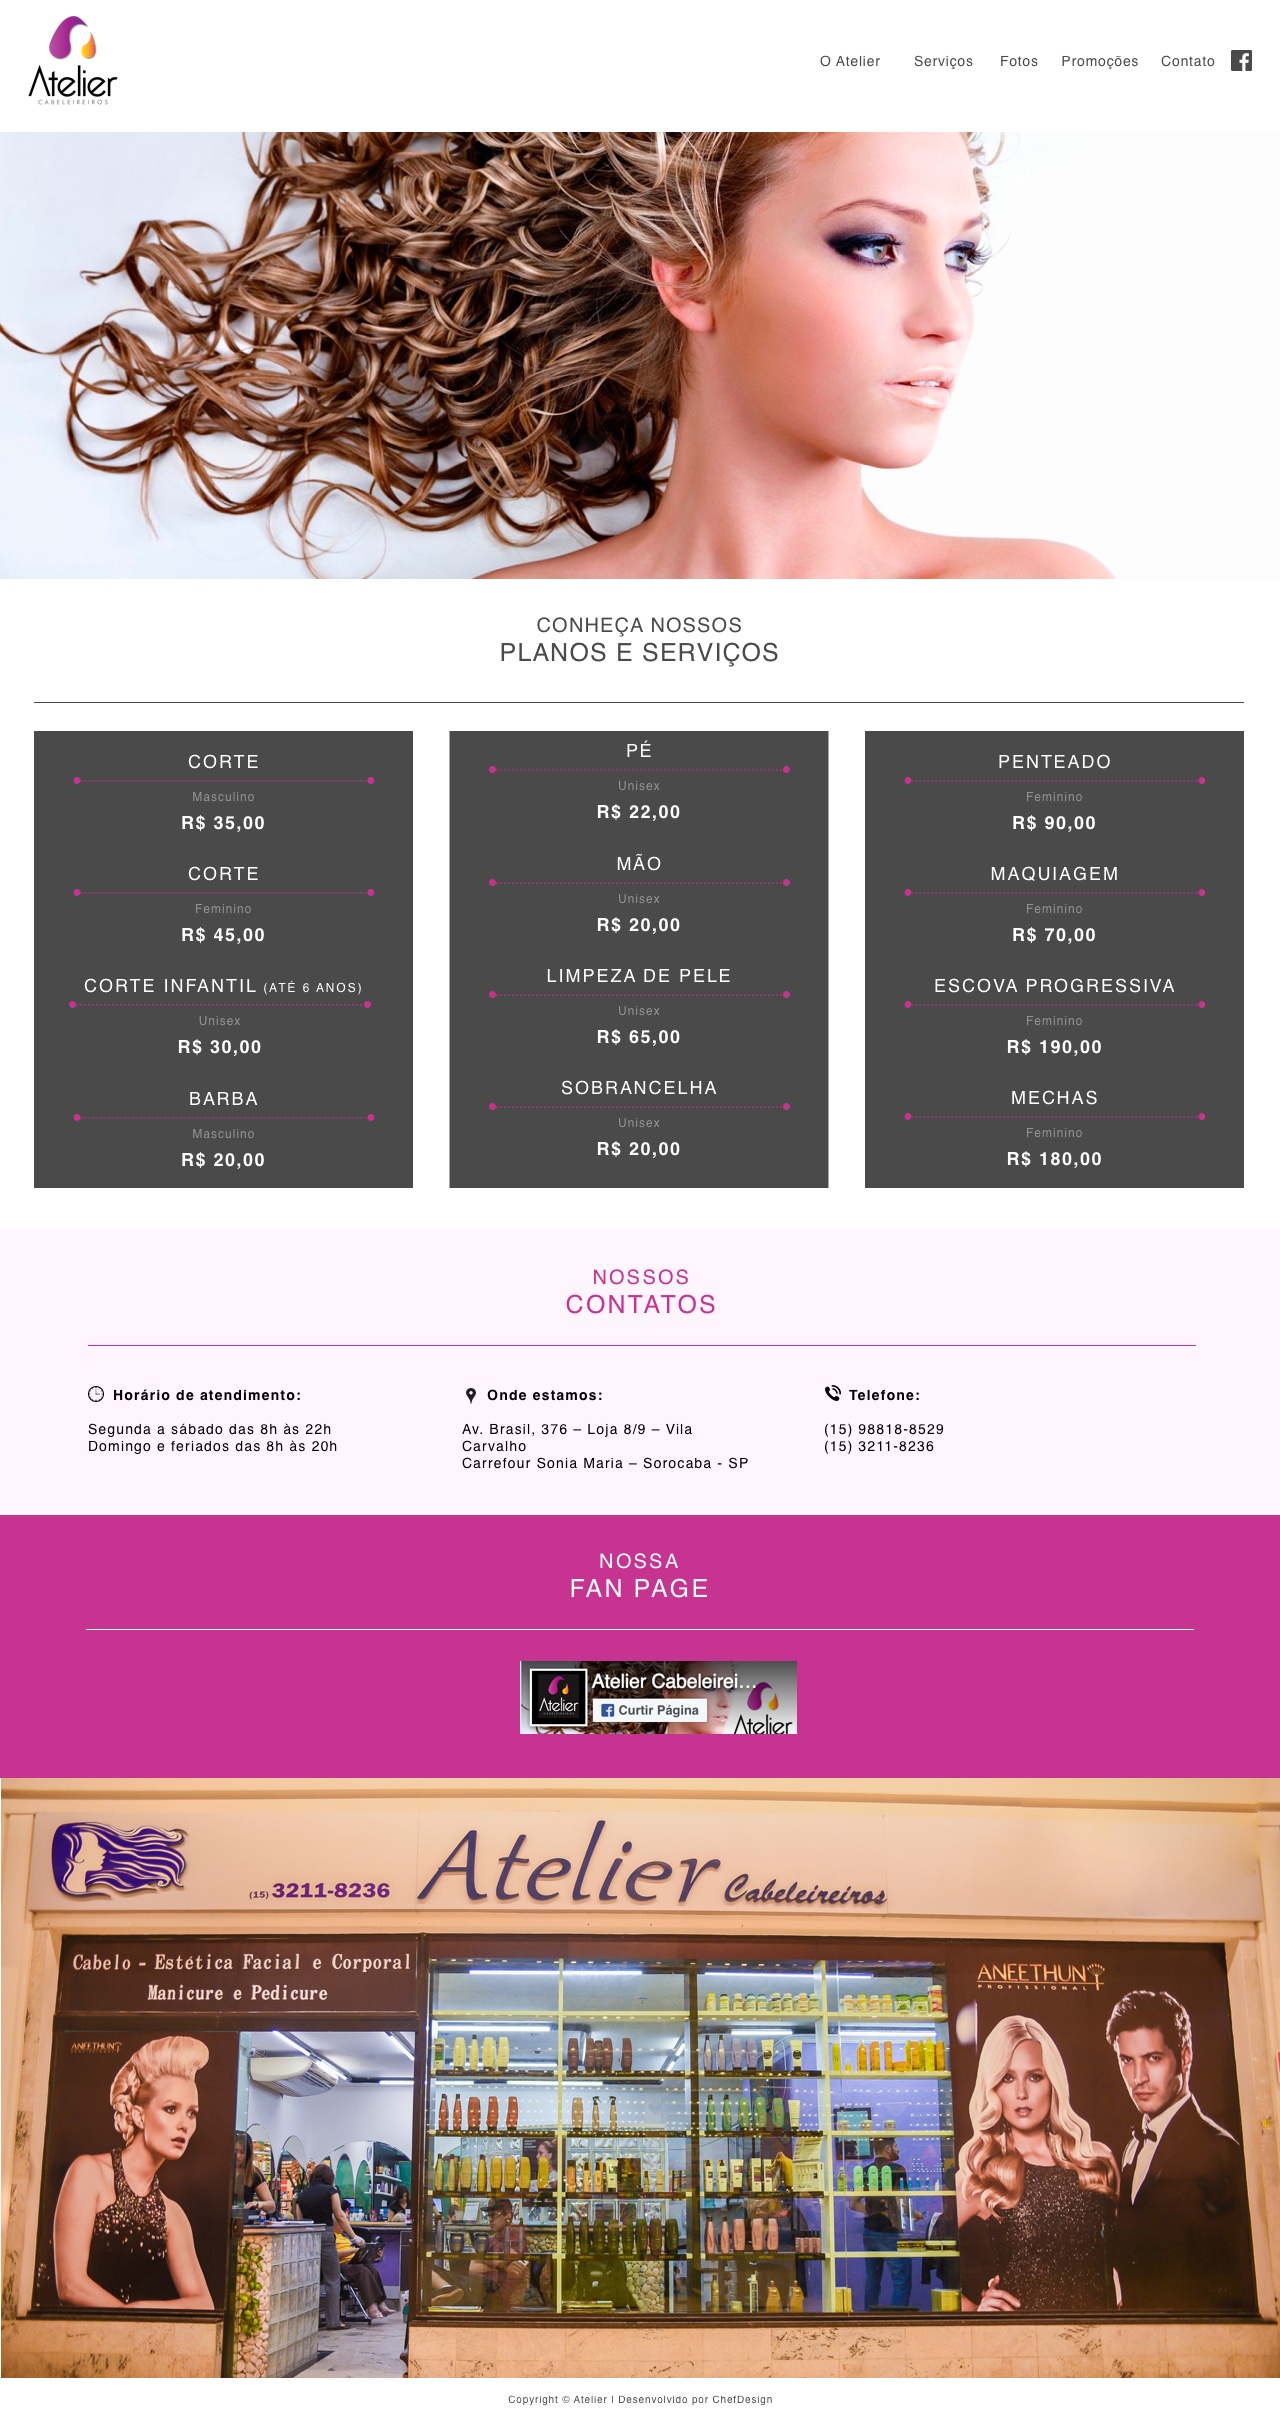 Atelier
CABELEIREIROS
O Atelier
Serviços
Fotos
Promoções
Contato
CONHEÇA NOSSOS
PLANOS E SERVIÇOS
CORTE
Masculino
R$ 35,00
CORTE
Feminino
R$ 45,00
CORTE INFANTIL (ATÉ 6 ANOS)
Unisex
R$ 30,00
BARBA
Masculino
R$ 20,00
PÉ
Unisex
R$ 22,00
MÃO
Unisex
R$ 20,00
LIMPEZA DE PELE
Unisex
R$ 65,00
SOBRANCELHA
Unisex
R$ 20,00
PENTEADO
Feminino
R$ 90,00
MAQUIAGEM
Feminino
R$ 70,00
ESCOVA PROGRESSIVA
Feminino
R$ 190,00
MECHAS
Feminino
R$ 180,00
NOSSOS
CONTATOS
Horário de atendimento:
Segunda a sábado das 8h às 22h
Domingo e feriados das 8h às 20h
Onde estamos:
Av. Brasil, 376 – Loja 8/9 – Vila
Carvalho
Carrefour Sonia Maria – Sorocaba - SP
Telefone:
(15) 98818-8529
(15) 3211-8236
NOSSA
FAN PAGE
Atelier Cabeleirei...
Atelier
CABELEIREIROS
Curtir Página
Atelier
(15) 3211-8236
Atelier Cabeleireiros
Cabelo - Estética Facial e Corporal
Manicure e Pedicure
ANEETHUN
ANEETHUN
PROFISSIONAL
Copyright © Atelier | Desenvolvido por ChefDesign